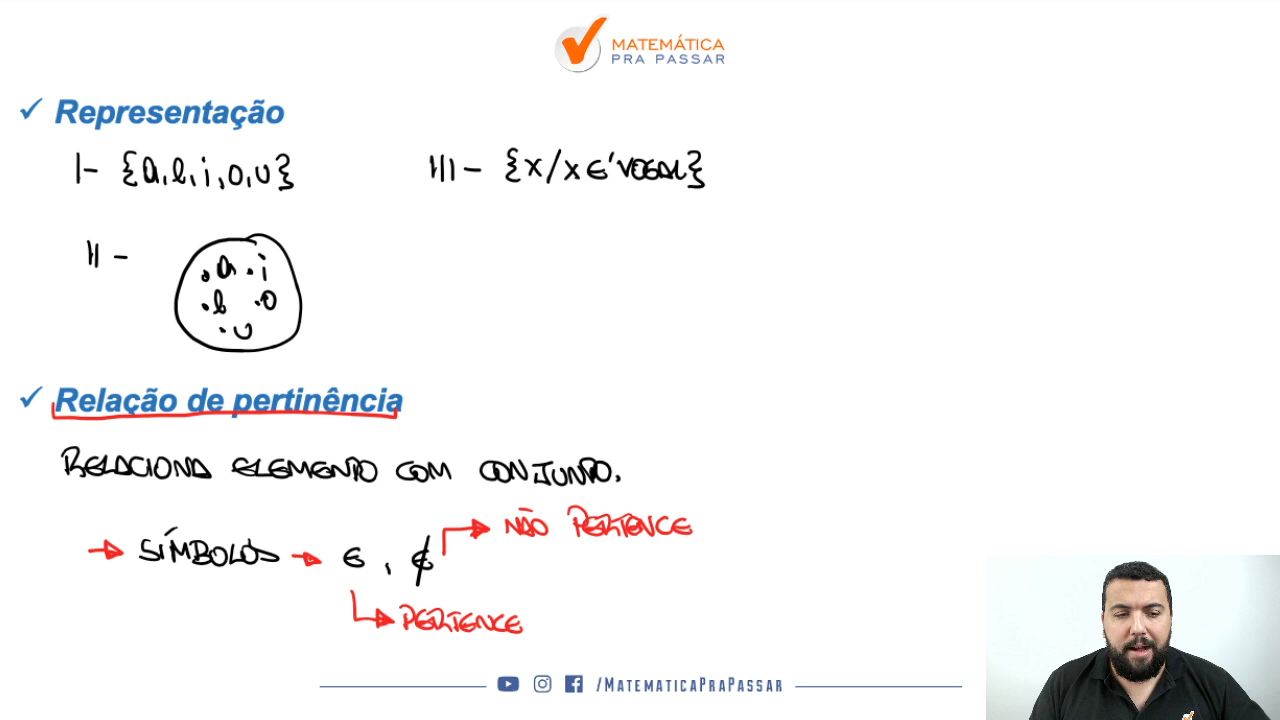 MATEMÁTICA
PRA PASSAR
Representação
I- {a, e, i, o, u}
III - {x/x É VOGAL}
II -
.a .i
.e .o
.u
Relação de pertinência
RELACIONA ELEMENTO COM CONJUNTO.
→ SÍMBOLOS → ∈ , ∉ → NÃO PERTENCE
→ PERTENCE
/MATEMATICAPRAPASSAR